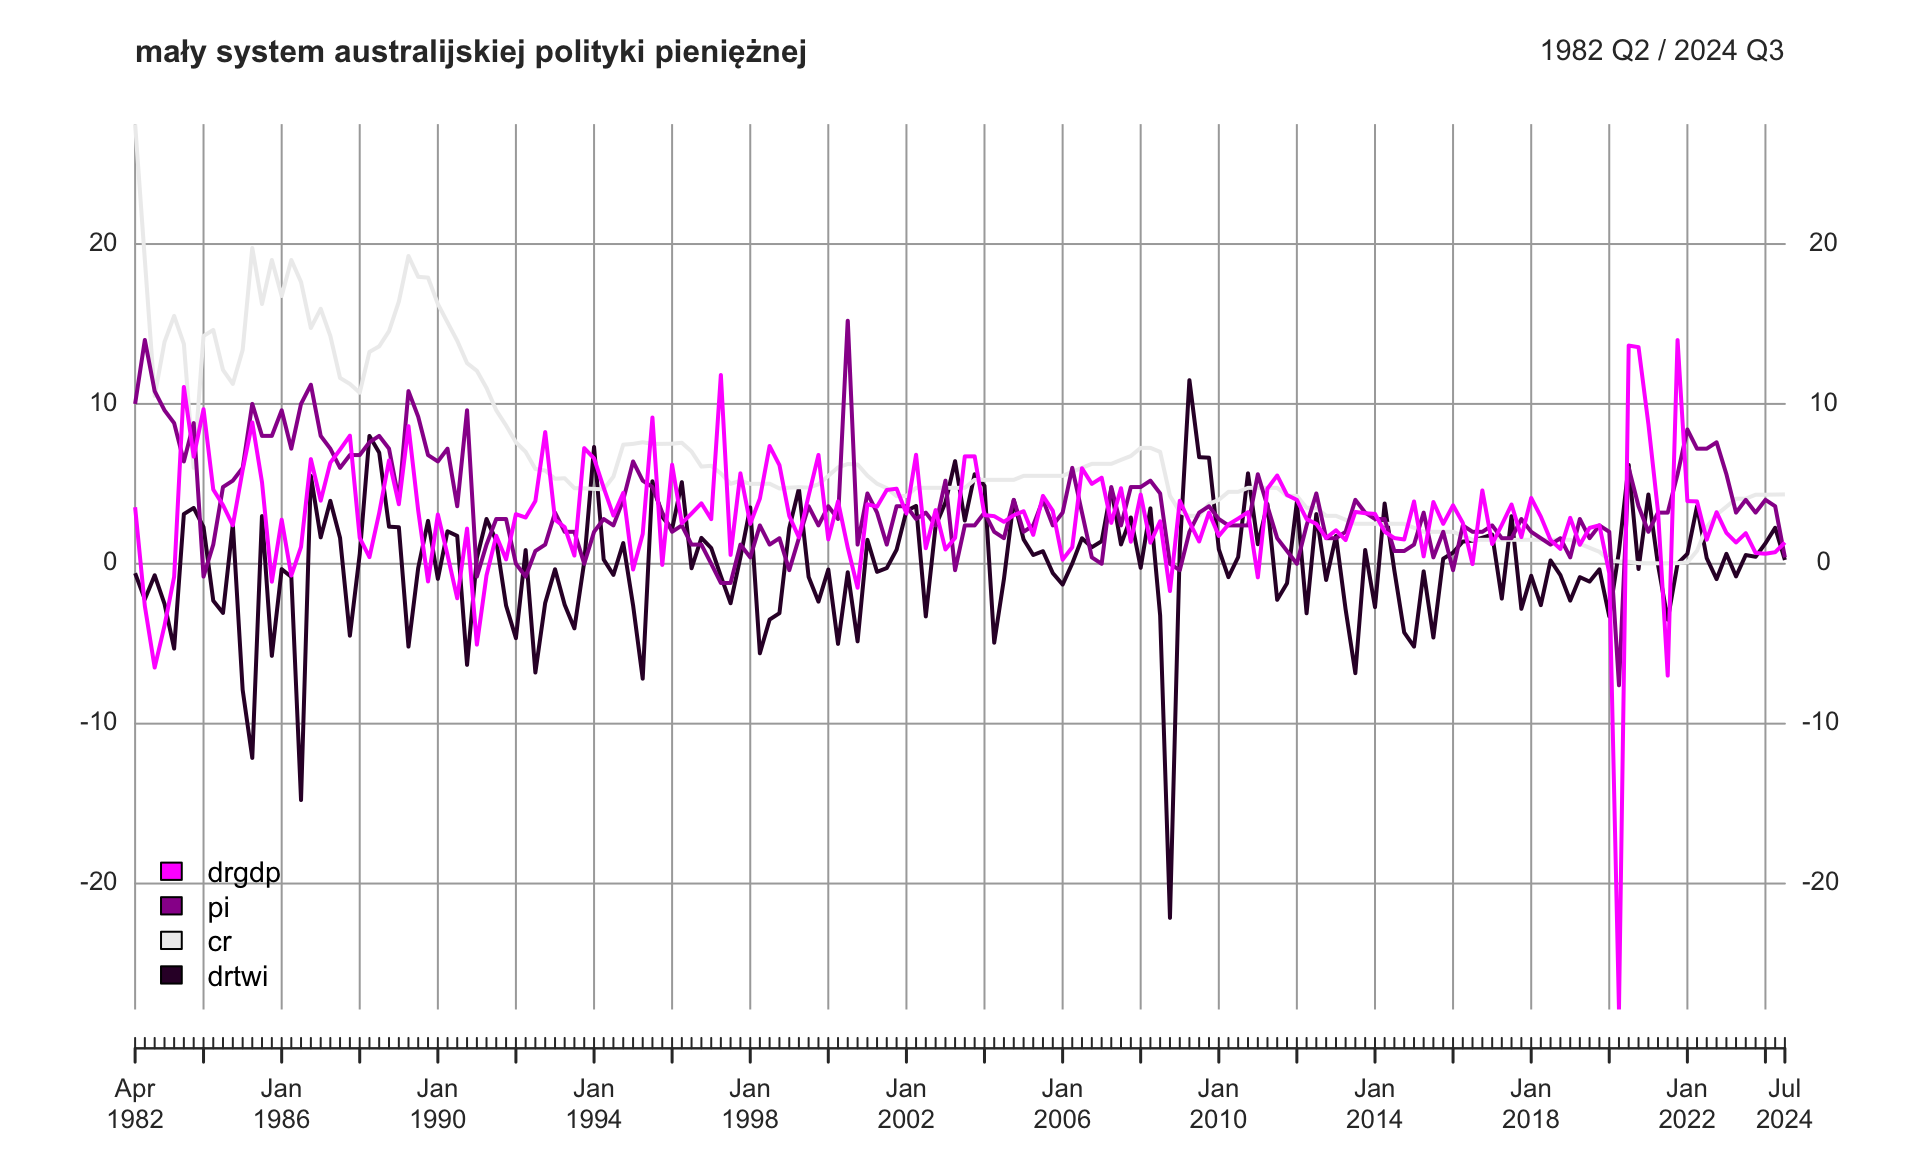 mały system australijskiej polityki pieniężnej
1982 Q2 / 2024 Q3
20 20
10 10
0 0
-10 -10
-20 -20
drgdp
pi
cr
drtwi
Apr Jan Jan Jan Jan Jan Jan Jan Jan Jan Jan Jul
1982 1986 1990 1994 1998 2002 2006 2010 2014 2018 2022 2024